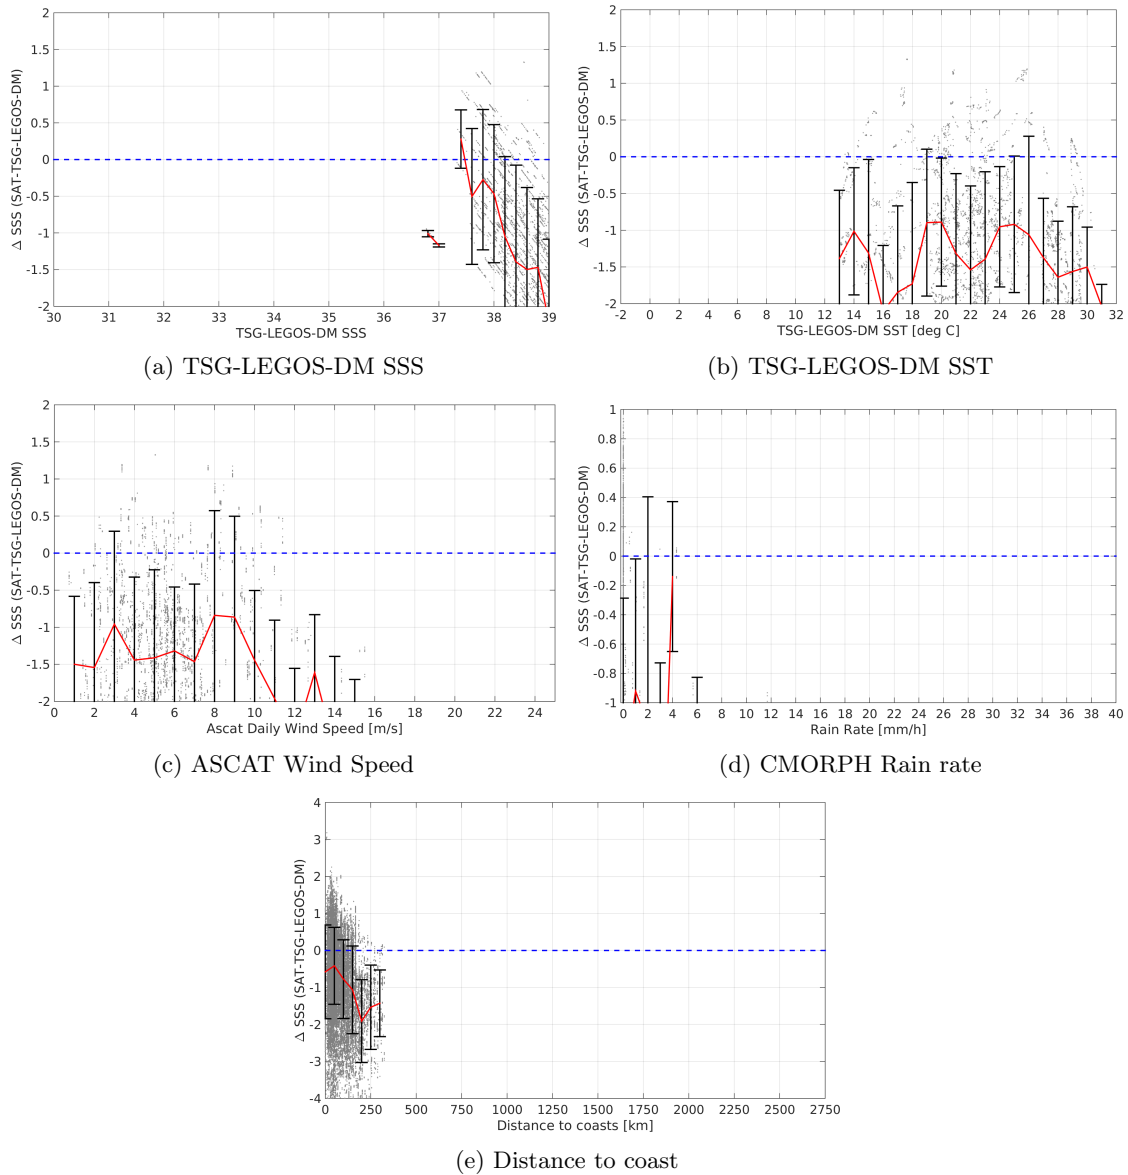 2
1.5
1
0.5
0
-0.5
-1
-1.5
-2
30 31 32 33 34 35 36 37 38 39
Δ SSS (SAT-TSG-LEGOS-DM)
TSG-LEGOS-DM SSS
(a) TSG-LEGOS-DM SSS
2
1.5
1
0.5
0
-0.5
-1
-1.5
-2
-2 0 2 4 6 8 10 12 14 16 18 20 22 24 26 28 30 32
Δ SSS (SAT-TSG-LEGOS-DM)
TSG-LEGOS-DM SST [deg C]
(b) TSG-LEGOS-DM SST
2
1.5
1
0.5
0
-0.5
-1
-1.5
-2
0 2 4 6 8 10 12 14 16 18 20 22 24
Δ SSS (SAT-TSG-LEGOS-DM)
Ascat Daily Wind Speed [m/s]
(c) ASCAT Wind Speed
1
0.8
0.6
0.4
0.2
0
-0.2
-0.4
-0.6
-0.8
-1
0 2 4 6 8 10 12 14 16 18 20 22 24 26 28 30 32 34 36 38 40
Δ SSS (SAT-TSG-LEGOS-DM)
Rain Rate [mm/h]
(d) CMORPH Rain rate
4
3
2
1
0
-1
-2
-3
-4
0 250 500 750 1000 1250 1500 1750 2000 2250 2500 2750
Δ SSS (SAT-TSG-LEGOS-DM)
Distance to coasts [km]
(e) Distance to coast